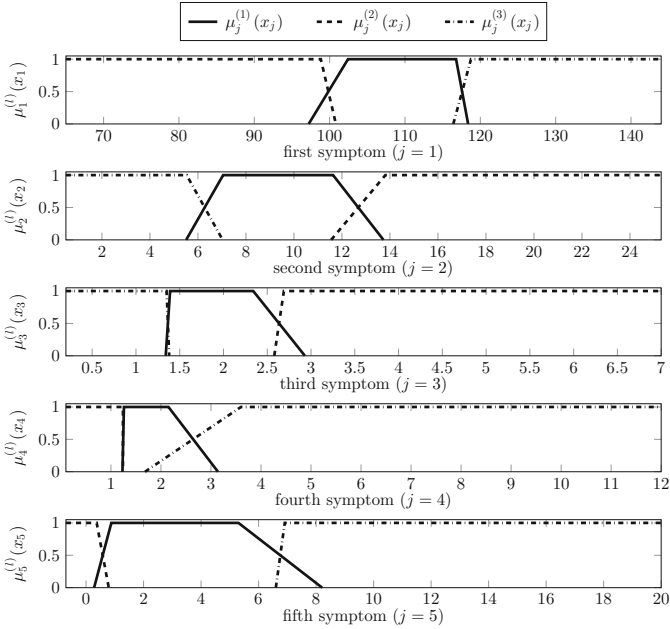 μ_j^{(1)}(x_j) μ_j^{(2)}(x_j) μ_j^{(3)}(x_j)
μ_1^{(l)}(x_1)
1
0.5
0
70 80 90 100 110 120 130 140
first symptom (j = 1)
μ_2^{(l)}(x_2)
1
0.5
0
2 4 6 8 10 12 14 16 18 20 22 24
second symptom (j = 2)
μ_3^{(l)}(x_3)
1
0.5
0
0.5 1 1.5 2 2.5 3 3.5 4 4.5 5 5.5 6 6.5 7
third symptom (j = 3)
μ_4^{(l)}(x_4)
1
0.5
0
1 2 3 4 5 6 7 8 9 10 11 12
fourth symptom (j = 4)
μ_5^{(l)}(x_5)
1
0.5
0
0 2 4 6 8 10 12 14 16 18 20
fifth symptom (j = 5)